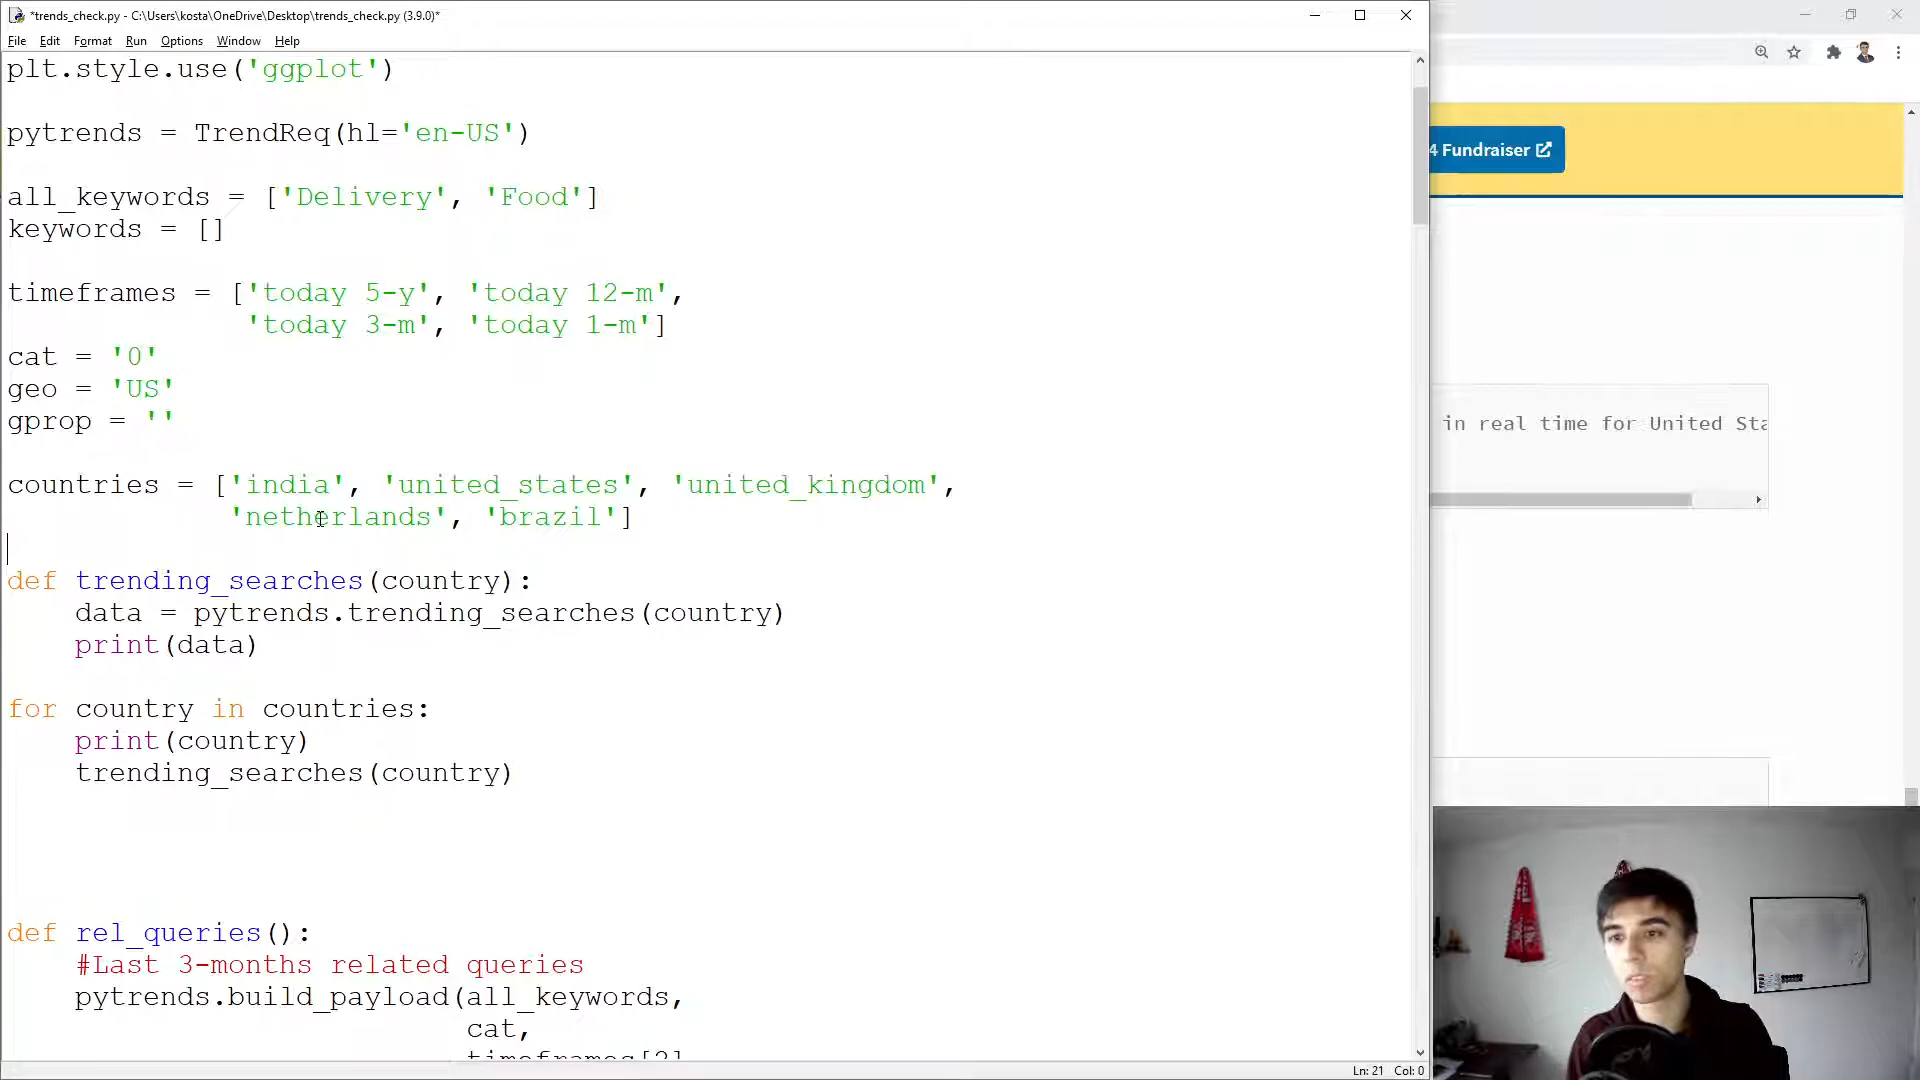 *trends_check.py - C:\Users\kosta\OneDrive\Desktop\trends_check.py (3.9.0)*
File Edit Format Run Options Window Help
plt.style.use('ggplot')
pytrends = TrendReq(hl='en-US')
all_keywords = ['Delivery', 'Food']
keywords = []
timeframes = ['today 5-y', 'today 12-m',
'today 3-m', 'today 1-m']
cat = '0'
geo = 'US'
gprop = ''
countries = ['india', 'united_states', 'united_kingdom',
'netherlands', 'brazil']
def trending_searches(country):
data = pytrends.trending_searches(country)
print(data)
for country in countries:
print(country)
trending_searches(country)
def rel_queries():
#Last 3-months related queries
pytrends.build_payload(all_keywords,
cat,
timeframes[2]
Ln: 21 Col: 0
4 Fundraiser
in real time for United Sta